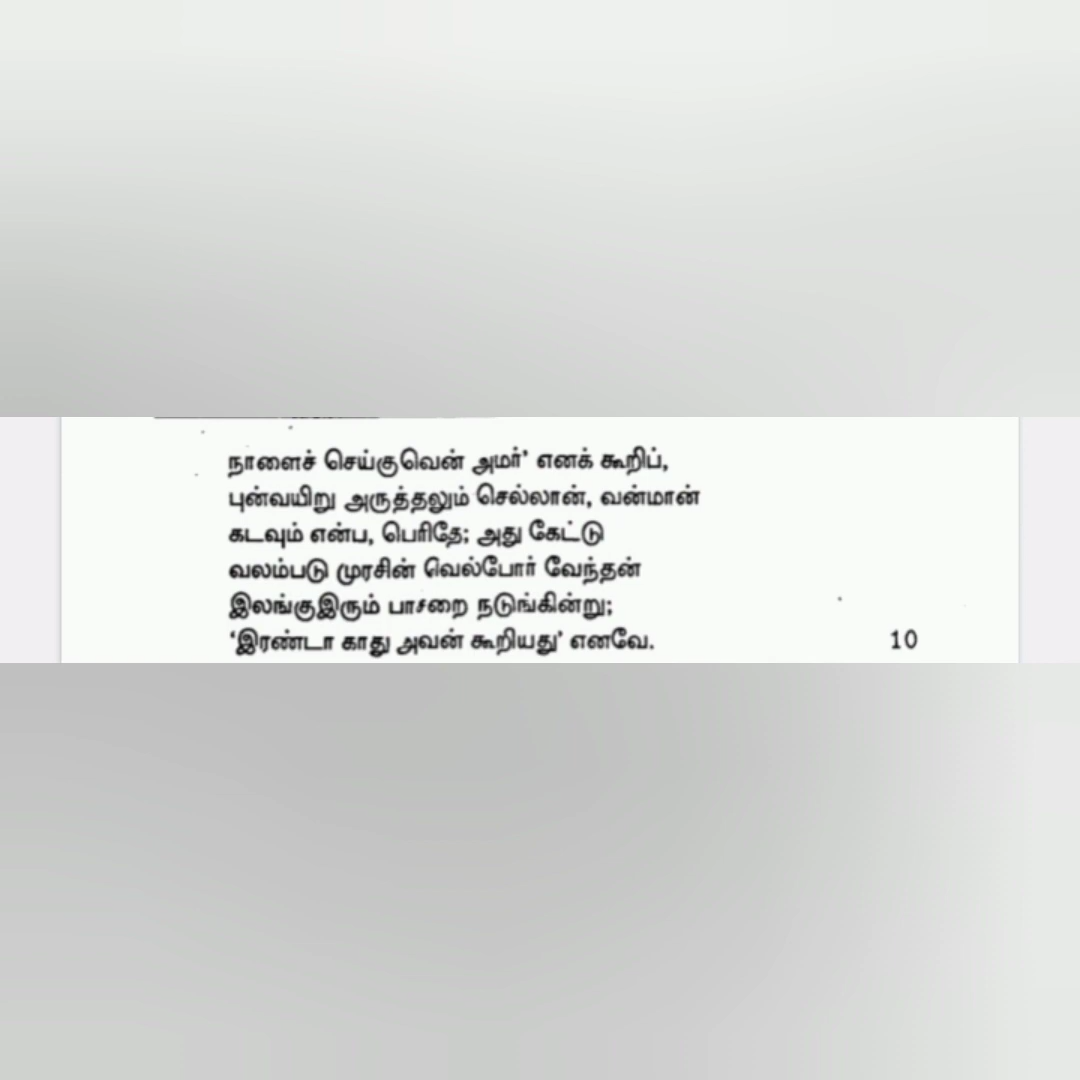 நாளைச் செய்குவென் அமர்' எனக் கூறிப்,
புன்வயிறு அருத்தலும் செல்லான், வன்மான்
கடவும் என்ப, பெரிதே; அது கேட்டு
வலம்படு முரசின் வெல்போர் வேந்தன்
இலங்குஇரும் பாசறை நடுங்கின்று;
'இரண்டா காது அவன் கூறியது' எனவே. 10